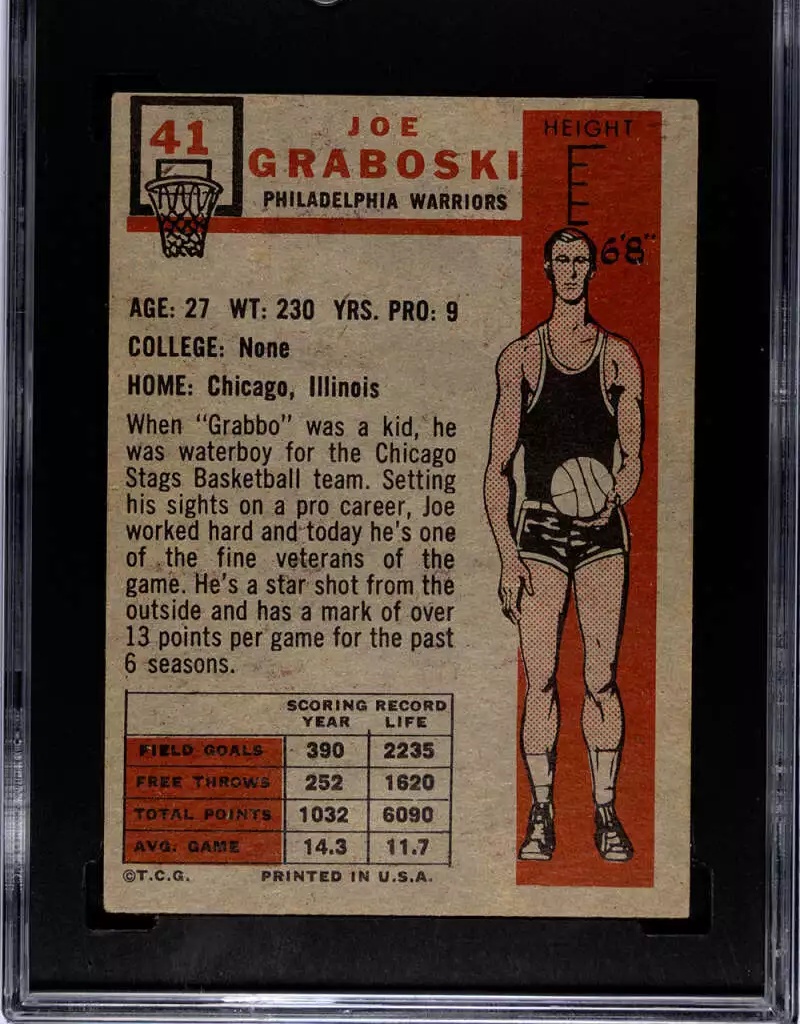 41
JOE
GRABOSKI
PHILADELPHIA WARRIORS
HEIGHT
6'8"
AGE: 27 WT: 230 YRS. PRO: 9
COLLEGE: None
HOME: Chicago, Illinois
When "Grabbo" was a kid, he
was waterboy for the Chicago
Stags Basketball team. Setting
his sights on a pro career, Joe
worked hard and today he's one
of the fine veterans of the
game. He's a star shot from the
outside and has a mark of over
13 points per game for the past
6 seasons.
SCORING RECORD
YEAR LIFE
FIELD GOALS 390 2235
FREE THROWS 252 1620
TOTAL POINTS 1032 6090
AVG. GAME 14.3 11.7
©T.C.G. PRINTED IN U.S.A.